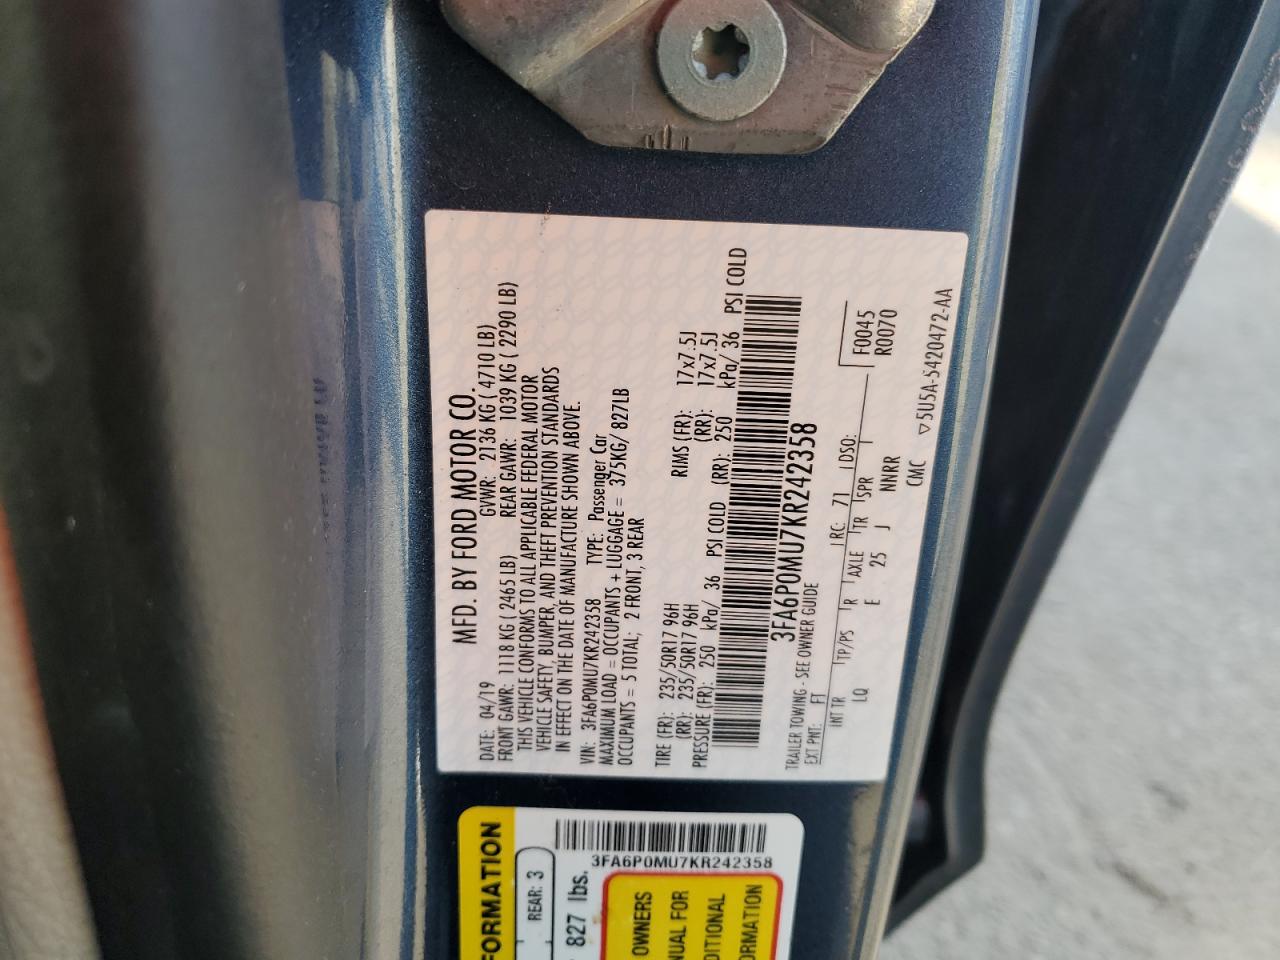 MFD. BY FORD MOTOR CO.
DATE: 04/19 GVWR: 2136 KG ( 4710 LB)
FRONT GAWR: 1118 KG ( 2465 LB) REAR GAWR: 1039 KG ( 2290 LB)
THIS VEHICLE CONFORMS TO ALL APPLICABLE FEDERAL MOTOR
VEHICLE SAFETY, BUMPER, AND THEFT PREVENTION STANDARDS
IN EFFECT ON THE DATE OF MANUFACTURE SHOWN ABOVE.
VIN: 3FA6P0MU7KR242358 TYPE: Passenger Car
MAXIMUM LOAD = OCCUPANTS + LUGGAGE = 375KG/ 827LB
OCCUPANTS = 5 TOTAL; 2 FRONT, 3 REAR
TIRE (FR): 235/50R17 96H RIMS (FR): 17x7.5J
(RR): 235/50R17 96H (RR): 17x7.5J
PRESSURE (FR): 250 kPa/ 36 PSI COLD (RR): 250 kPa/ 36 PSI COLD
3FA6P0MU7KR242358
TRAILER TOWING - SEE OWNER GUIDE
EXT PNT: FT RC: 71 DSO:
F0045
R0070
INT TR TP/PS R AXLE TR SPR
LQ E 25 J NNRR
CMC
▽5U5A-5420472-AA
FORMATION
REAR: 3
827 lbs.
3FA6P0MU7KR242358
OWNERS
NUAL FOR
DITIONAL
ORMATION